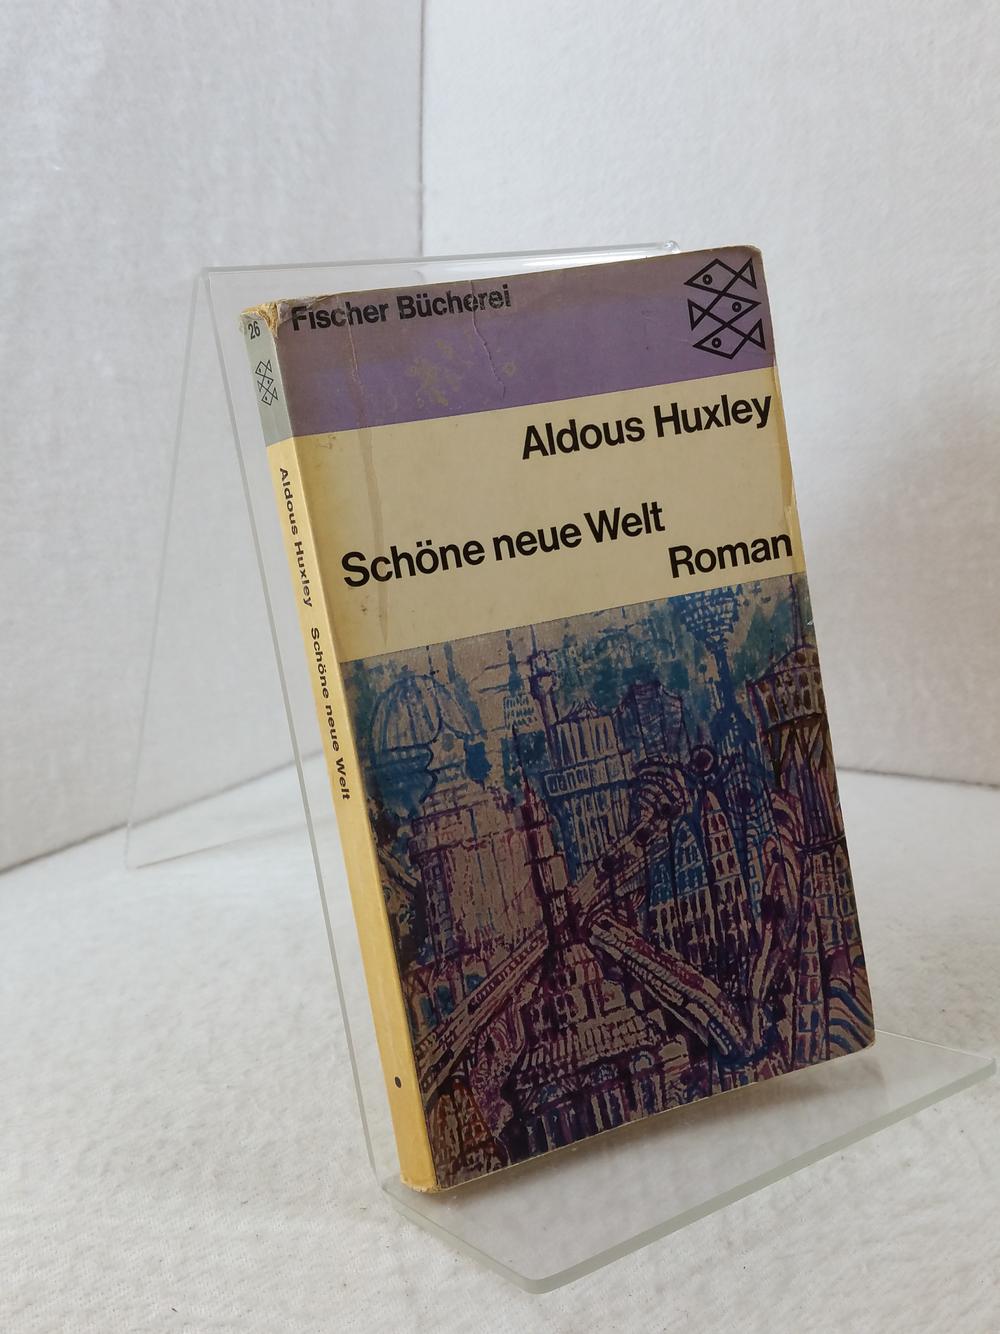 Fischer Bücherei
Aldous Huxley
Schöne neue Welt
Roman
26
Aldous Huxley Schöne neue Welt